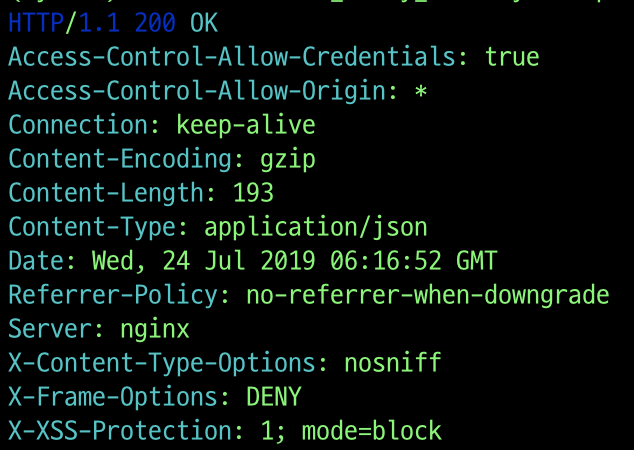 HTTP/1.1 200 OK
Access-Control-Allow-Credentials: true
Access-Control-Allow-Origin: *
Connection: keep-alive
Content-Encoding: gzip
Content-Length: 193
Content-Type: application/json
Date: Wed, 24 Jul 2019 06:16:52 GMT
Referrer-Policy: no-referrer-when-downgrade
Server: nginx
X-Content-Type-Options: nosniff
X-Frame-Options: DENY
X-XSS-Protection: 1; mode=block